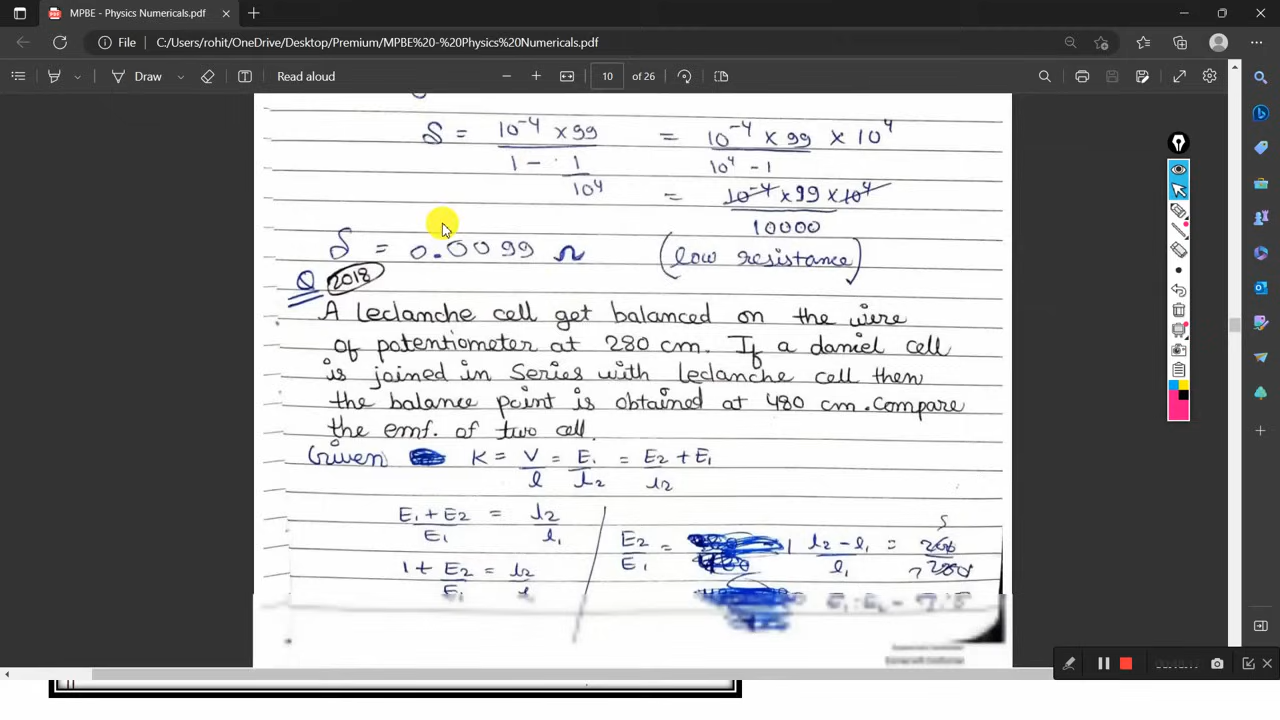 MPBE - Physics Numericals.pdf
File C:/Users/rohit/OneDrive/Desktop/Premium/MPBE%20-%20Physics%20Numericals.pdf
Draw Read aloud 10 of 26
S = 10⁻⁴ × 99 / 1 - 1/10⁴ = 10⁻⁴ × 99 × 10⁴ / 10⁴ - 1
= 10⁻⁴ × 99 × 10⁴ / 10000
S = 0.0099 Ω (low resistance)
Q 2018
A leclanche cell get balanced on the wire
of potentiometer at 280 cm. If a daniel cell
is joined in Series with leclanche cell then
the balance point is obtained at 480 cm. Compare
the emf. of two cell.
Given K = V/l = E₁/l₂ = E₂ + E₁/l₂
E₁ + E₂/E₁ = l₂/l₁
E₂/E₁ = l₂ - l₁/l₁ =
1 + E₂/E₁ = l₂
E₁ : E₂ = 7 : 5